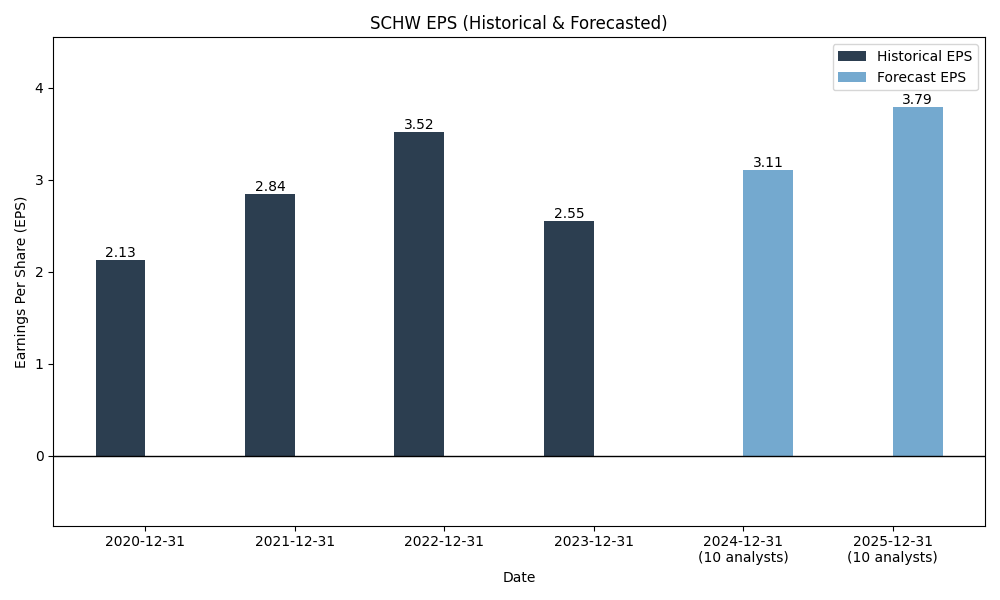 SCHW EPS (Historical & Forecasted)
Historical EPS
Forecast EPS
Earnings Per Share (EPS)
4
3
2
1
0
2.13
2.84
3.52
2.55
3.11
3.79
2020-12-31
2021-12-31
2022-12-31
2023-12-31
2024-12-31
(10 analysts)
2025-12-31
(10 analysts)
Date